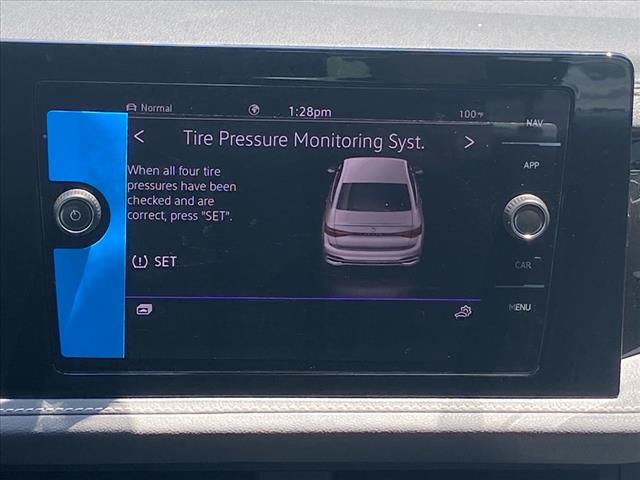 Normal
1:28pm
100°F
NAV
< Tire Pressure Monitoring Syst. >
APP
When all four tire
pressures have been
checked and are
correct, press "SET".
(!) SET
CAR
MENU